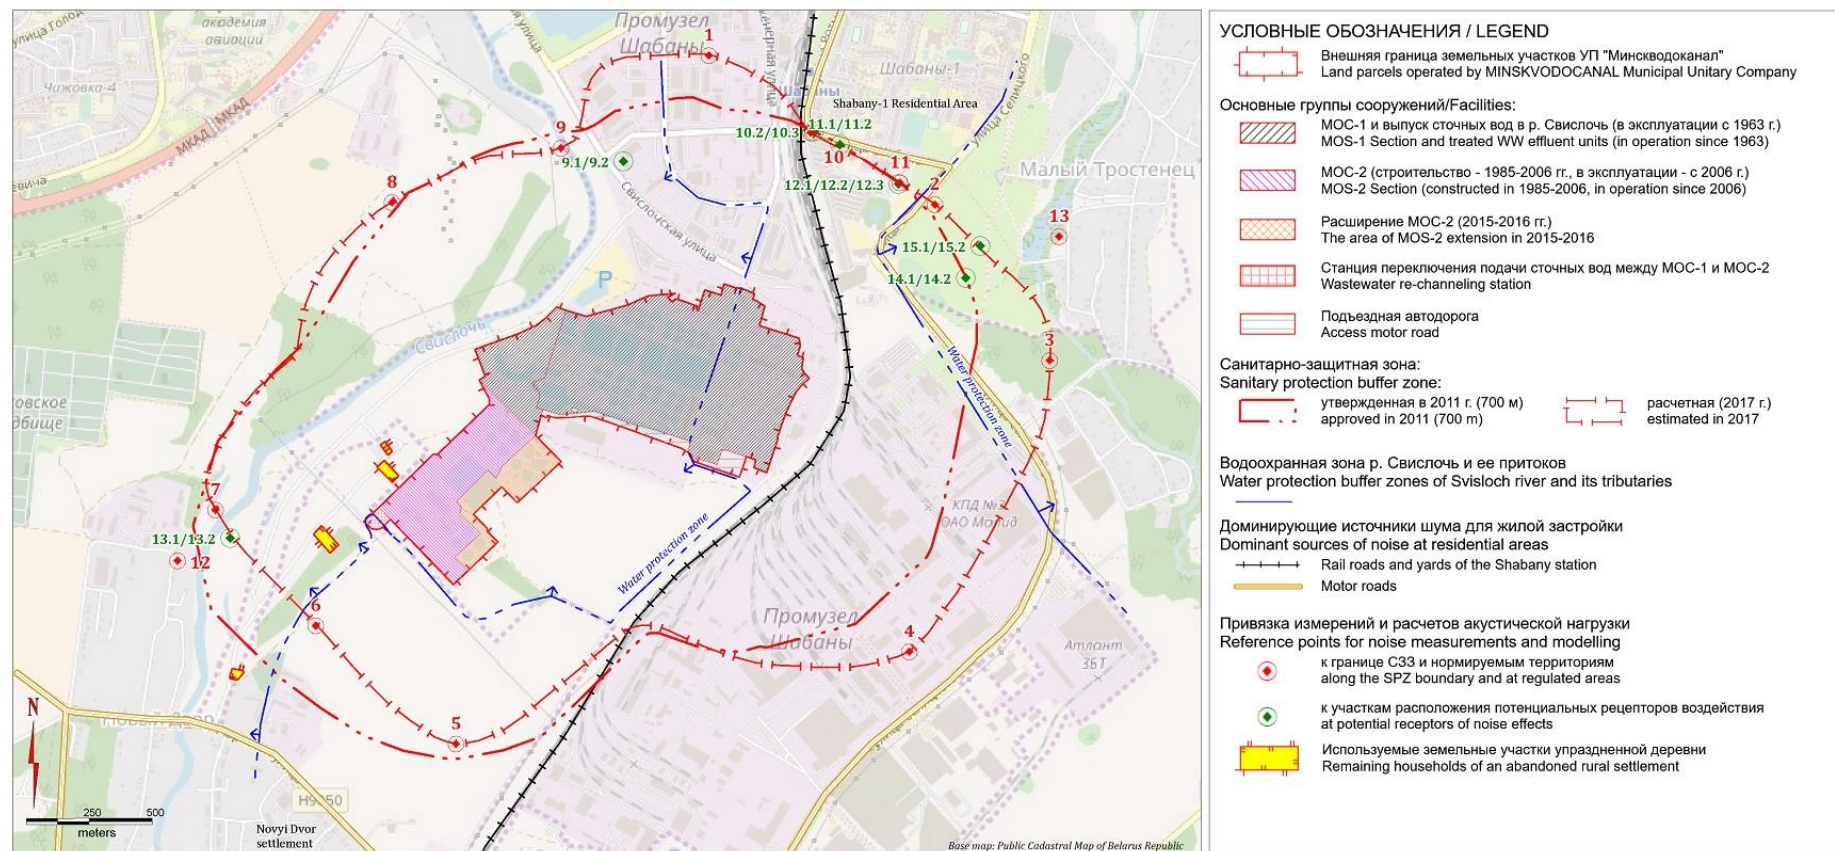 улица Голод
академия
авиации
Чижовка-4
МКАД | МКАД
Промузел
Шабаны
улица
Шабаны
Шабаны-1
Shabany-1 Residential Area
улица Селицкого
Малый Тростенец
1
9
8
9.1/9.2
10.2/10.3
11.1/11.2
10
11
12.1/12.2/12.3
2
13
15.1/15.2
14.1/14.2
3
Свислочская улица
P
Свислочь
Water protection zone
7
13.1/13.2
12
6
5
4
Water protection zone
КПД №3
Промузел
Шабаны
Атлант
ЗБТ
Новый Двор
N
250
500
meters
Novyi Dvor
settlement
Base map: Public Cadastral Map of Belarus Republic
УСЛОВНЫЕ ОБОЗНАЧЕНИЯ / LEGEND
Внешняя граница земельных участков УП "Минскводоканал"
Land parcels operated by MINSKVODOCANAL Municipal Unitary Company
Основные группы сооружений/Facilities:
МОС-1 и выпуск сточных вод в р. Свислочь (в эксплуатации с 1963 г.)
MOS-1 Section and treated WW effluent units (in operation since 1963)
МОС-2 (строительство - 1985-2006 гг., в эксплуатации - с 2006 г.)
MOS-2 Section (constructed in 1985-2006, in operation since 2006)
Расширение МОС-2 (2015-2016 гг.)
The area of MOS-2 extension in 2015-2016
Станция переключения подачи сточных вод между МОС-1 и МОС-2
Wastewater re-channeling station
Подъездная автодорога
Access motor road
Санитарно-защитная зона:
Sanitary protection buffer zone:
утвержденная в 2011 г. (700 м)
approved in 2011 (700 m)
расчетная (2017 г.)
estimated in 2017
Водоохранная зона р. Свислочь и ее притоков
Water protection buffer zones of Svisloch river and its tributaries
Доминирующие источники шума для жилой застройки
Dominant sources of noise at residential areas
Rail roads and yards of the Shabany station
Motor roads
Привязка измерений и расчетов акустической нагрузки
Reference points for noise measurements and modelling
к границе СЗЗ и нормируемым территориям
along the SPZ boundary and at regulated areas
к участкам расположения потенциальных рецепторов воздействия
at potential receptors of noise effects
Используемые земельные участки упраздненной деревни
Remaining households of an abandoned rural settlement